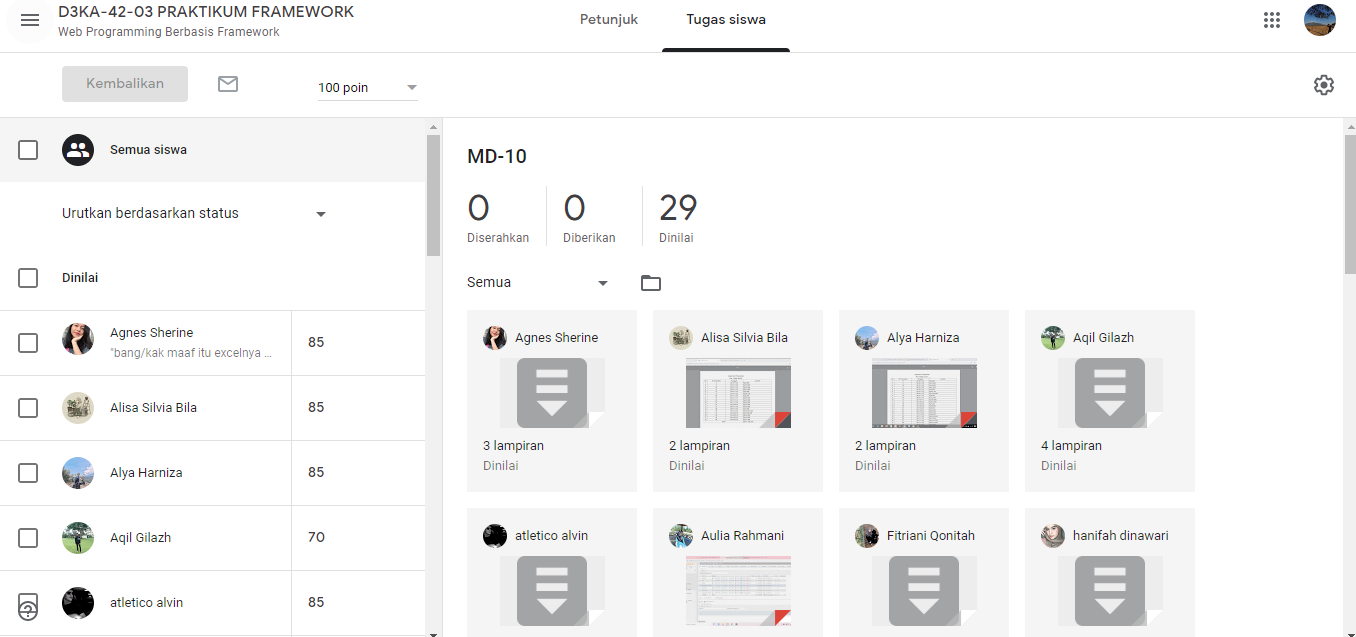 D3KA-42-03 PRAKTIKUM FRAMEWORK
Web Programming Berbasis Framework
Petunjuk
Tugas siswa
Kembalikan
100 poin
Semua siswa
Urutkan berdasarkan status
Dinilai
Agnes Sherine
85
"bang/kak maaf itu excelnya ...
Alisa Silvia Bila
85
Alya Harniza
85
Aqil Gilazh
70
atletico alvin
85
MD-10
0
Diserahkan
0
Diberikan
29
Dinilai
Semua
Agnes Sherine
3 lampiran
Dinilai
Alisa Silvia Bila
2 lampiran
Dinilai
Alya Harniza
2 lampiran
Dinilai
Aqil Gilazh
4 lampiran
Dinilai
atletico alvin
Aulia Rahmani
Fitriani Qonitah
hanifah dinawari